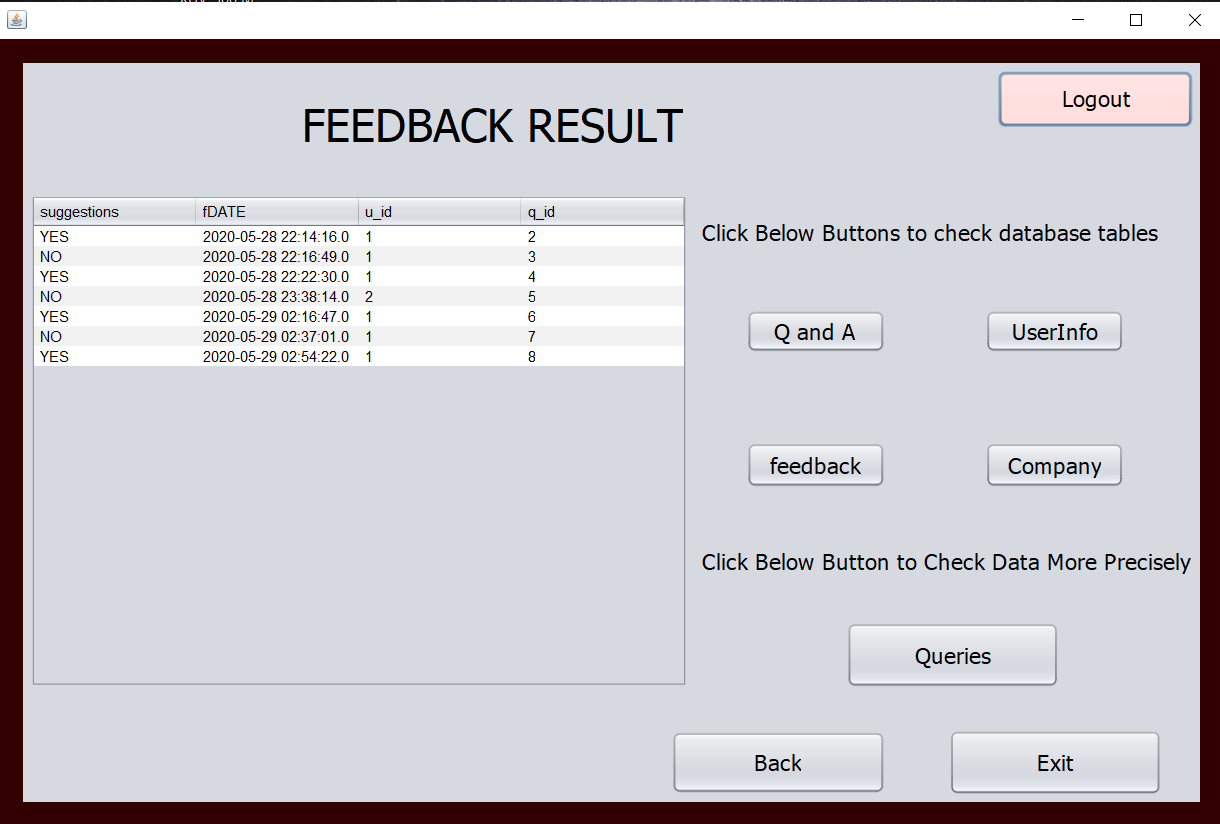 Logout
FEEDBACK RESULT
suggestions fDATE u_id q_id
YES 2020-05-28 22:14:16.0 1 2
NO 2020-05-28 22:16:49.0 1 3
YES 2020-05-28 22:22:30.0 1 4
NO 2020-05-28 23:38:14.0 2 5
YES 2020-05-29 02:16:47.0 1 6
NO 2020-05-29 02:37:01.0 1 7
YES 2020-05-29 02:54:22.0 1 8
Click Below Buttons to check database tables
Q and A UserInfo
feedback Company
Click Below Button to Check Data More Precisely
Queries
Back Exit